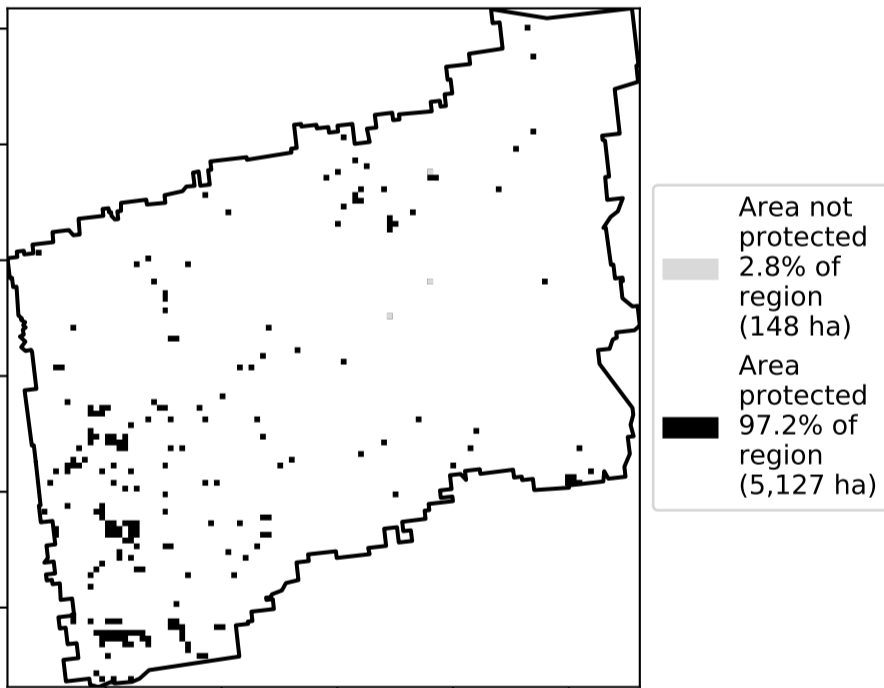 Area not
protected
2.8% of
region
(148 ha)
Area
protected
97.2% of
region
(5,127 ha)